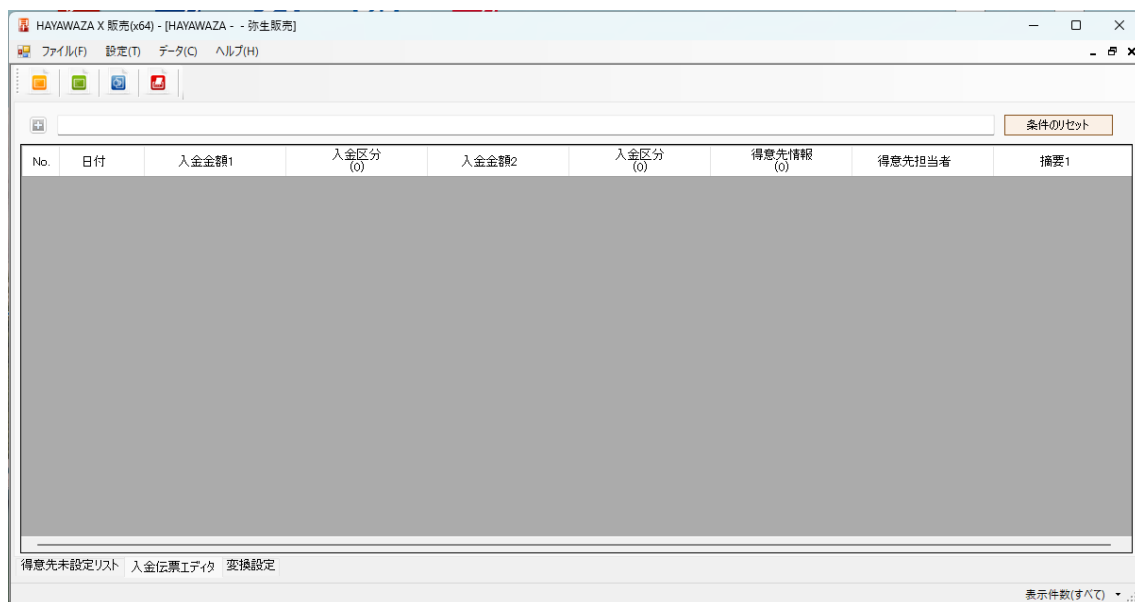 HAYAWAZA X 販売(x64) - [HAYAWAZA - - 弥生販売]
ファイル(F) 設定(T) データ(C) ヘルプ(H)
条件のリセット
No. 日付 入金金額1 入金区分(0) 入金金額2 入金区分(0) 得意先情報(0) 得意先担当者 摘要1
得意先未設定リスト 入金伝票エディタ 変換設定
表示件数(すべて)